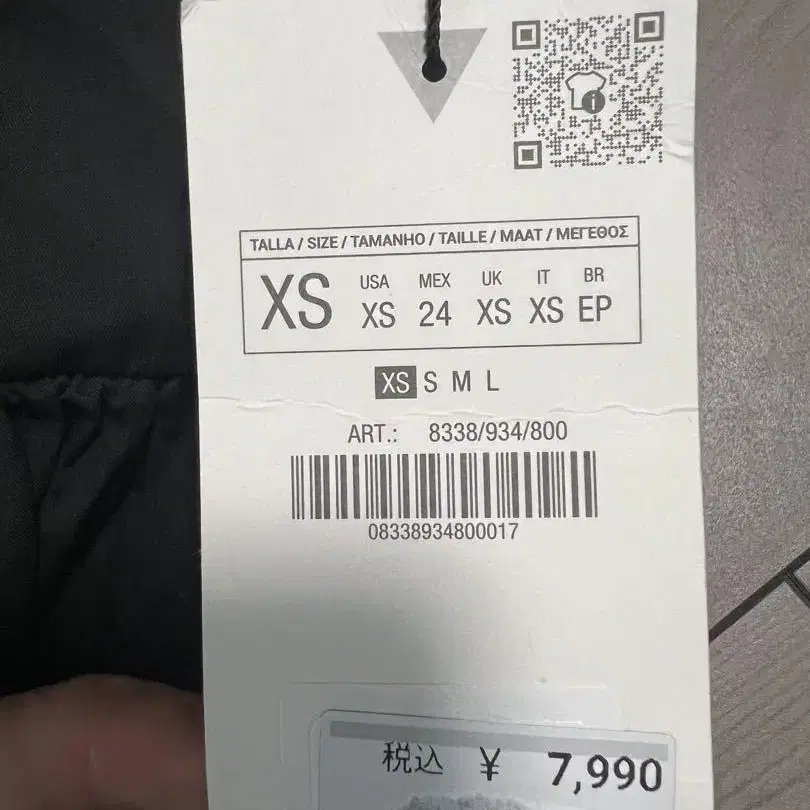 TALLA / SIZE / TAMANHO / TAILLE / MAAT / ΜΕΓΕΘΟΣ
XS USA MEX UK IT BR
XS 24 XS XS EP
XS S M L
ART.: 8338/934/800
08338934800017
税込 ¥ 7,990